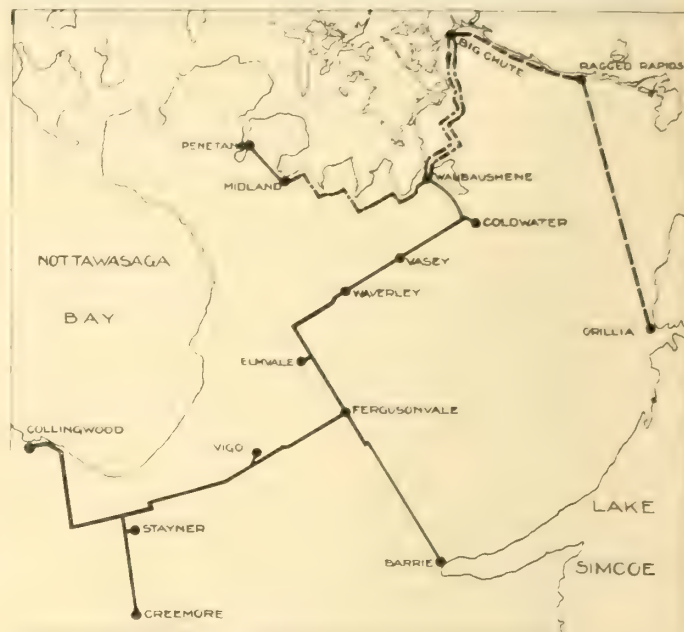 BIG CHUTE
RAGGED RAPIDS
PENETANG
MIDLAND
WAUBAUSHENE
COLDWATER
NOTTAWASAGA
BAY
VASEY
WAVERLEY
ORILLIA
ELMVALE
FERGUSONVALE
COLLINGWOOD
VIGO
LAKE
SIMCOE
STAYNER
BARRIE
CREEMORE